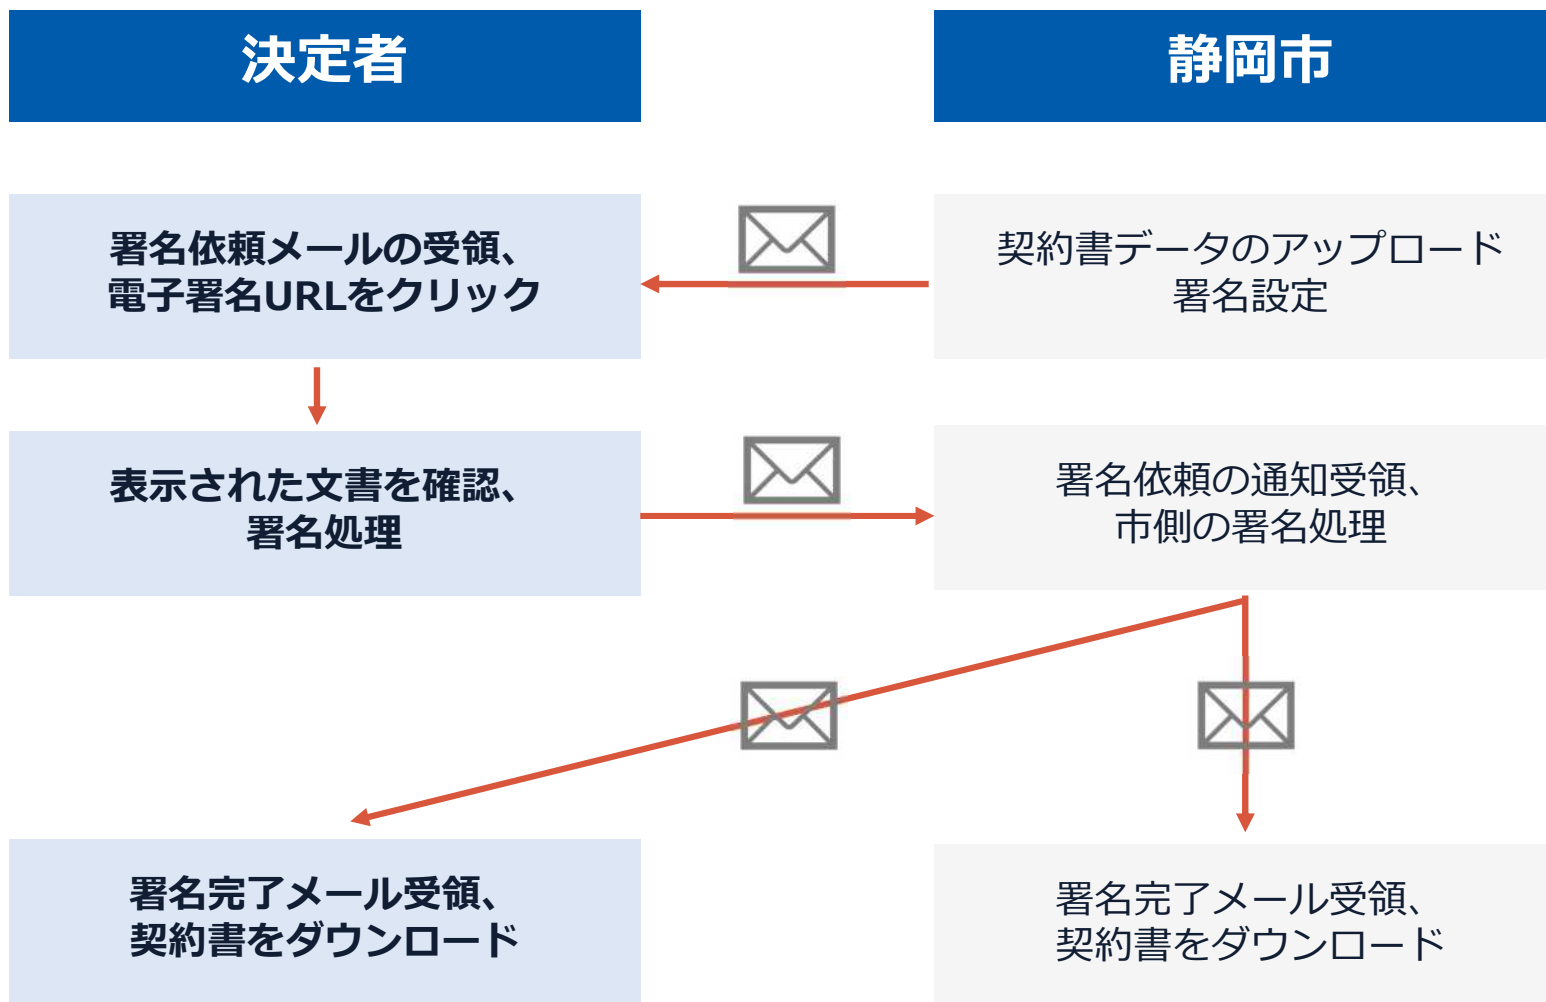 決定者
静岡市
署名依頼メールの受領、
電子署名URLをクリック
契約書データのアップロード
署名設定
表示された文書を確認、
署名処理
署名依頼の通知受領、
市側の署名処理
署名完了メール受領、
契約書をダウンロード
署名完了メール受領、
契約書をダウンロード